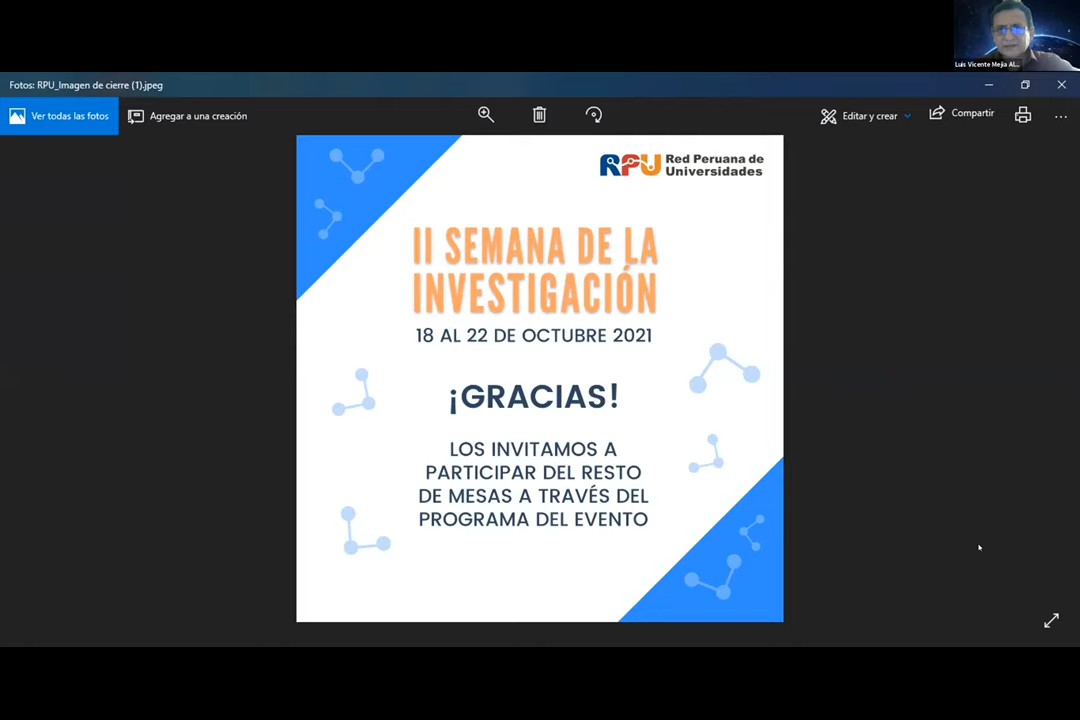 Luis Vicente Mejia Al...
Fotos: RPU_Imagen de cierre (1).jpeg
Ver todas las fotos
Agregar a una creación
Editar y crear
Compartir
RPU Red Peruana de
Universidades
II SEMANA DE LA
INVESTIGACIÓN
18 AL 22 DE OCTUBRE 2021
¡GRACIAS!
LOS INVITAMOS A
PARTICIPAR DEL RESTO
DE MESAS A TRAVÉS DEL
PROGRAMA DEL EVENTO